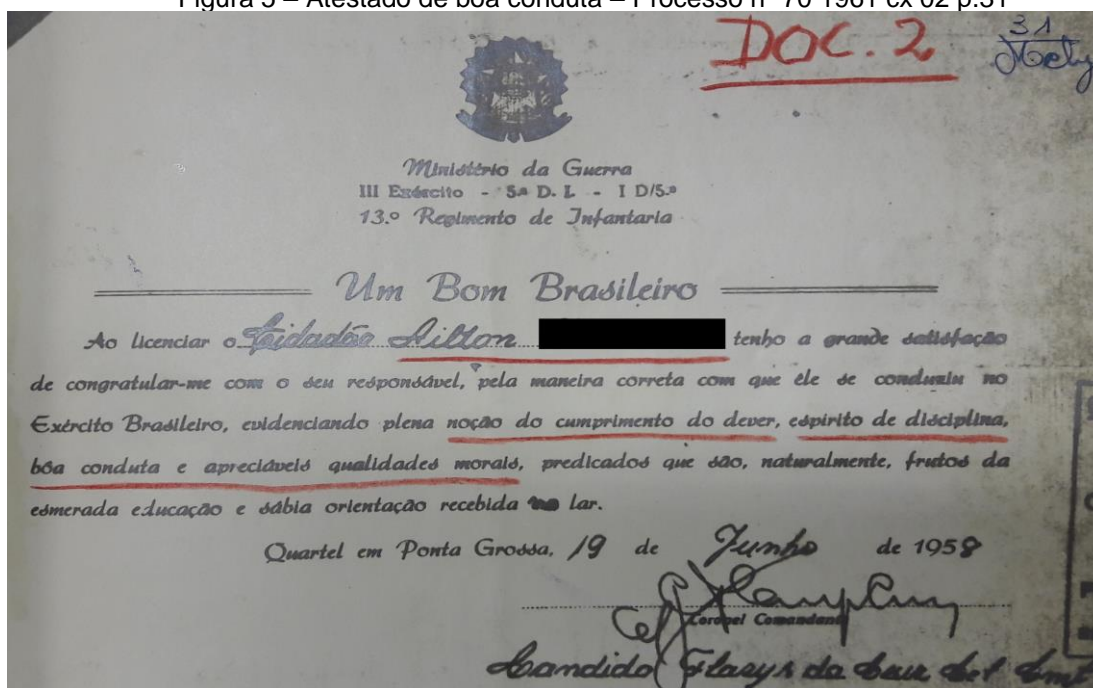 Figura 5 – Atestado de boa conduta – Processo nº 70 1961 cx 02 p.31
DOC. 2
31
Ministério da Guerra
III Exército - 5ª D. I. - I D/5.ª
13.º Regimento de Infantaria
Um Bom Brasileiro
Ao licenciar o Cidadão Ailton tenho a grande satisfação
de congratular-me com o seu responsável, pela maneira correta com que êle se conduziu no
Exército Brasileiro, evidenciando plena noção do cumprimento do dever, espirito de disciplina,
bôa conduta e apreciáveis qualidades morais, predicados que são, naturalmente, frutos da
esmerada educação e sábia orientação recebida no lar.
Quartel em Ponta Grossa, 19 de Junho de 1958
Coronel Comandante
Candido da Cel Cmt